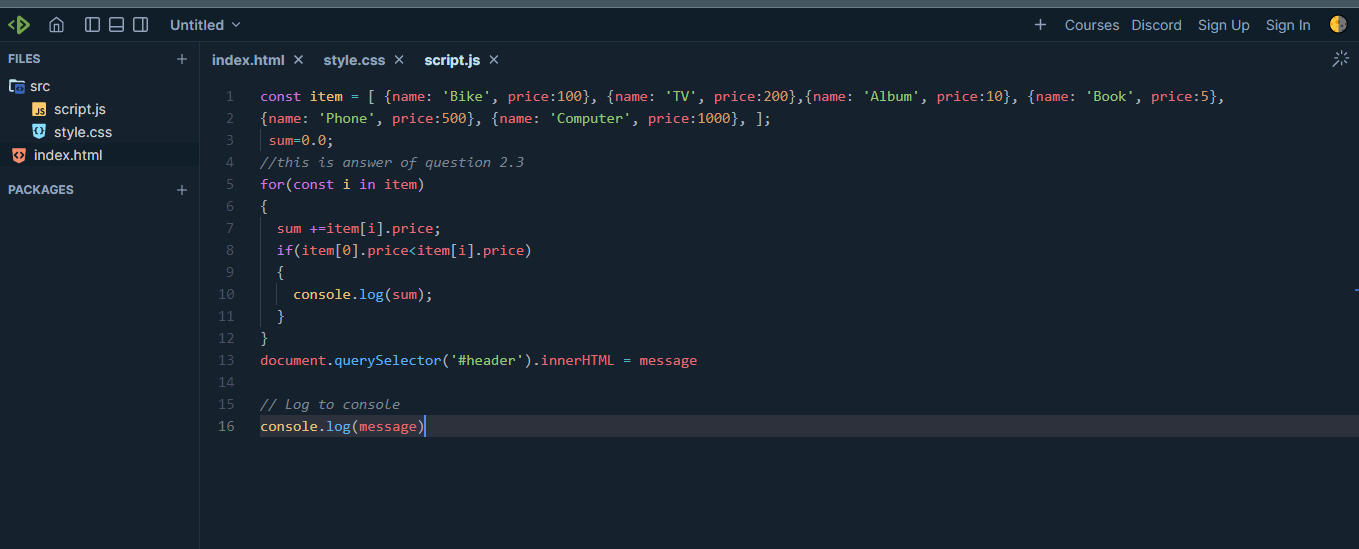 Untitled
Courses Discord Sign Up Sign In
FILES
src
script.js
style.css
index.html
PACKAGES
index.html style.css script.js
1 const item = [ {name: 'Bike', price:100}, {name: 'TV', price:200},{name: 'Album', price:10}, {name: 'Book', price:5},
2 {name: 'Phone', price:500}, {name: 'Computer', price:1000}, ];
3 sum=0.0;
4 //this is answer of question 2.3
5 for(const i in item)
6 {
7 sum +=item[i].price;
8 if(item[0].price<item[i].price)
9 {
10 console.log(sum);
11 }
12 }
13 document.querySelector('#header').innerHTML = message
14
15 // Log to console
16 console.log(message)